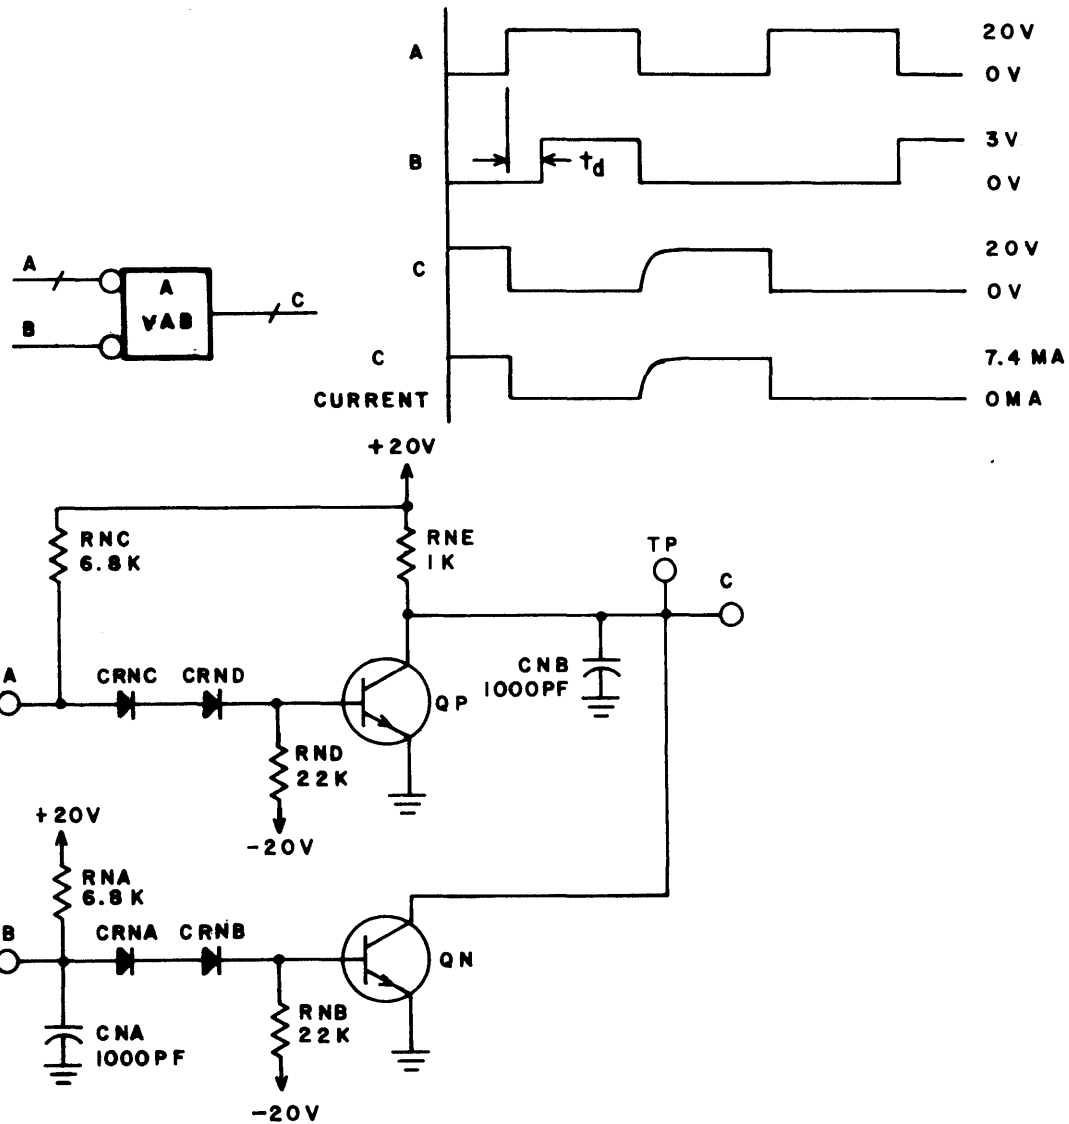 A
20V
0V
B
td
3V
0V
C
20V
0V
C
CURRENT
7.4 MA
0MA
A
B
A
VAB
C
+20V
RNC
6.8K
RNE
1K
TP
C
A
CRNC
CRND
QP
CNB
1000PF
RND
22K
-20V
+20V
RNA
6.8K
B
CRNA
CRNB
QN
CNA
1000PF
RNB
22K
-20V